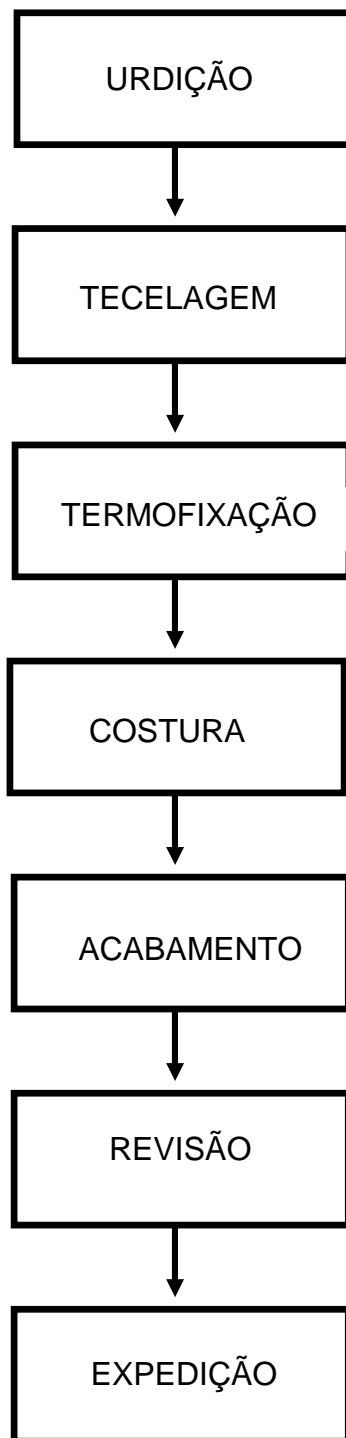 URDIÇÃO
TECELAGEM
TERMOFIXAÇÃO
COSTURA
ACABAMENTO
REVISÃO
EXPEDIÇÃO